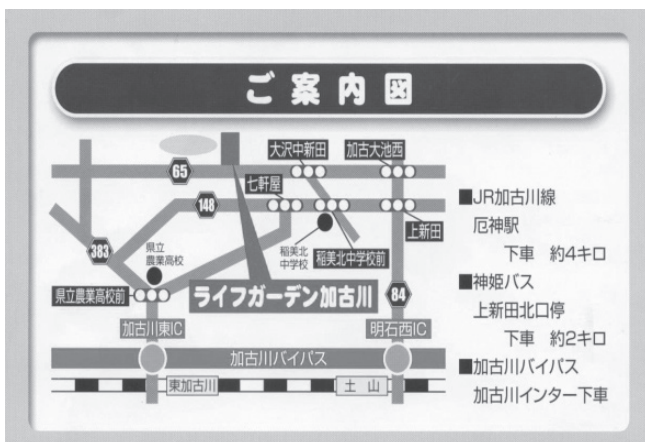 ご案内図
大沢中新田
加古大池西
65
七軒屋
148
上新田
383
県立
農業高校
稲美北
中学校
稲美北中学校前
県立農業高校前
ライフガーデン加古川
84
加古川東IC
明石西IC
加古川バイパス
東加古川
土山
■JR加古川線
厄神駅
下車 約4キロ
■神姫バス
上新田北口停
下車 約2キロ
■加古川バイパス
加古川インター下車